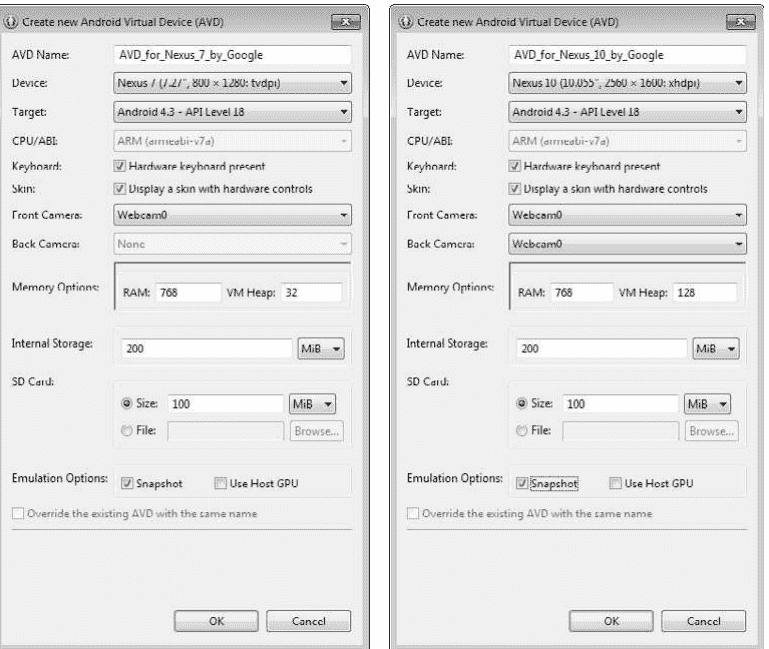 Create new Android Virtual Device (AVD)
AVD Name: AVD_for_Nexus_7_by_Google
Device: Nexus 7 (7.27", 800 × 1280: tvdpi)
Target: Android 4.3 - API Level 18
CPU/ABI: ARM (armeabi-v7a)
Keyboard: Hardware keyboard present
Skin: Display a skin with hardware controls
Front Camera: Webcam0
Back Camera: None
Memory Options: RAM: 768 VM Heap: 32
Internal Storage: 200 MiB
SD Card:
Size: 100 MiB
File: Browse...
Emulation Options: Snapshot Use Host GPU
Override the existing AVD with the same name
OK Cancel
Create new Android Virtual Device (AVD)
AVD Name: AVD_for_Nexus_10_by_Google
Device: Nexus 10 (10.055", 2560 × 1600: xhdpi)
Target: Android 4.3 - API Level 18
CPU/ABI: ARM (armeabi-v7a)
Keyboard: Hardware keyboard present
Skin: Display a skin with hardware controls
Front Camera: Webcam0
Back Camera: Webcam0
Memory Options: RAM: 768 VM Heap: 128
Internal Storage: 200 MiB
SD Card:
Size: 100 MiB
File: Browse...
Emulation Options: Snapshot Use Host GPU
Override the existing AVD with the same name
OK Cancel